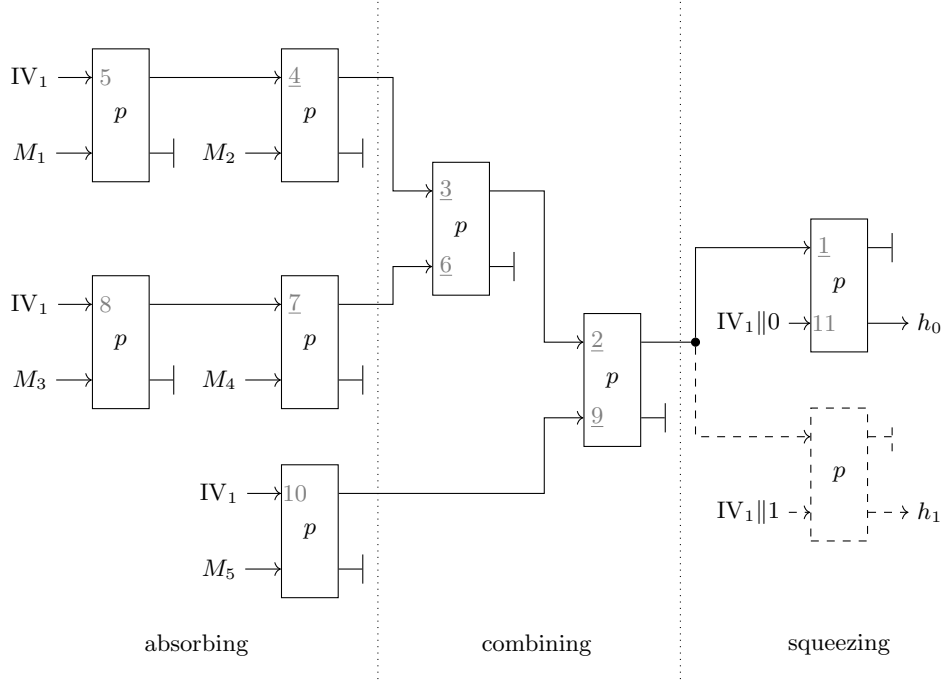 IV₁ 5 4
p p
M₁ M₂
3
p
6
1
p
IV₁ 8 7 IV₁∥0 11 h₀
p p
2
p
M₃ M₄
9
p
IV₁ 10
p
IV₁∥1 h₁
M₅
absorbing combining squeezing